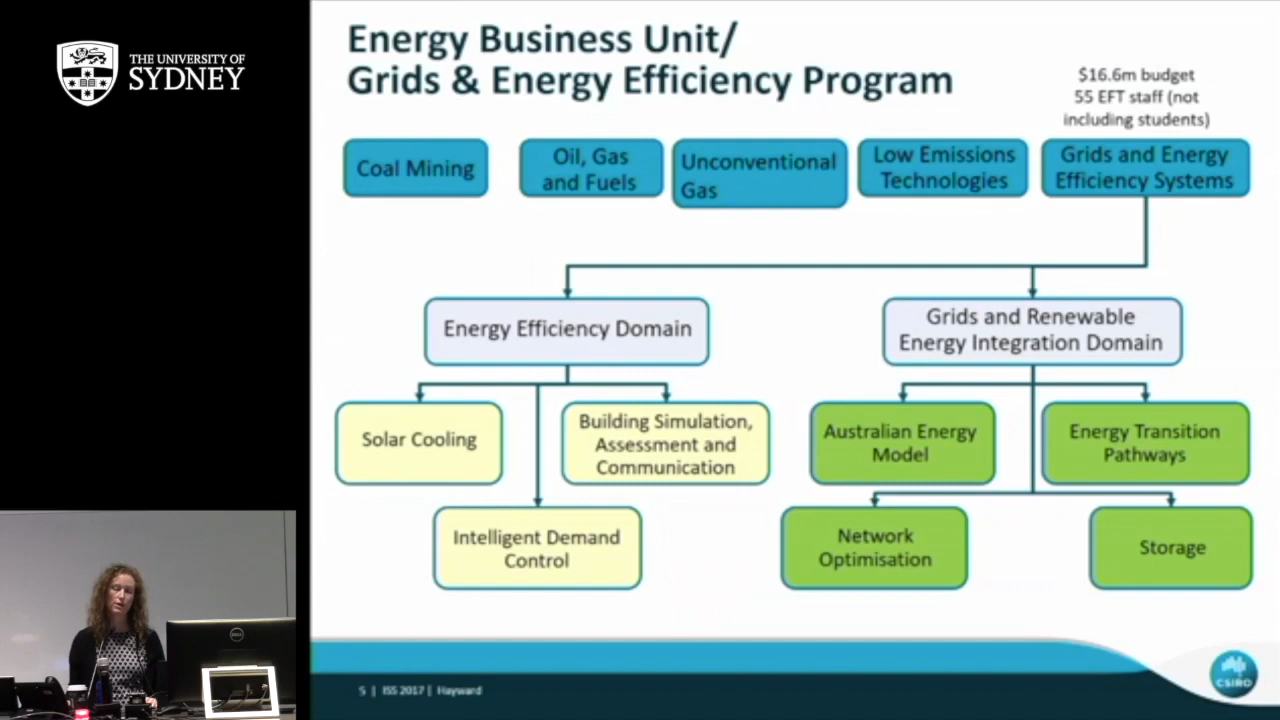 THE UNIVERSITY OF
SYDNEY
Energy Business Unit/
Grids & Energy Efficiency Program
$16.6m budget
55 EFT staff (not
including students)
Coal Mining
Oil, Gas
and Fuels
Unconventional
Gas
Low Emissions
Technologies
Grids and Energy
Efficiency Systems
Energy Efficiency Domain
Grids and Renewable
Energy Integration Domain
Solar Cooling
Building Simulation,
Assessment and
Communication
Australian Energy
Model
Energy Transition
Pathways
Intelligent Demand
Control
Network
Optimisation
Storage
5 | ISS 2017 | Hayward
CSIRO
DELL